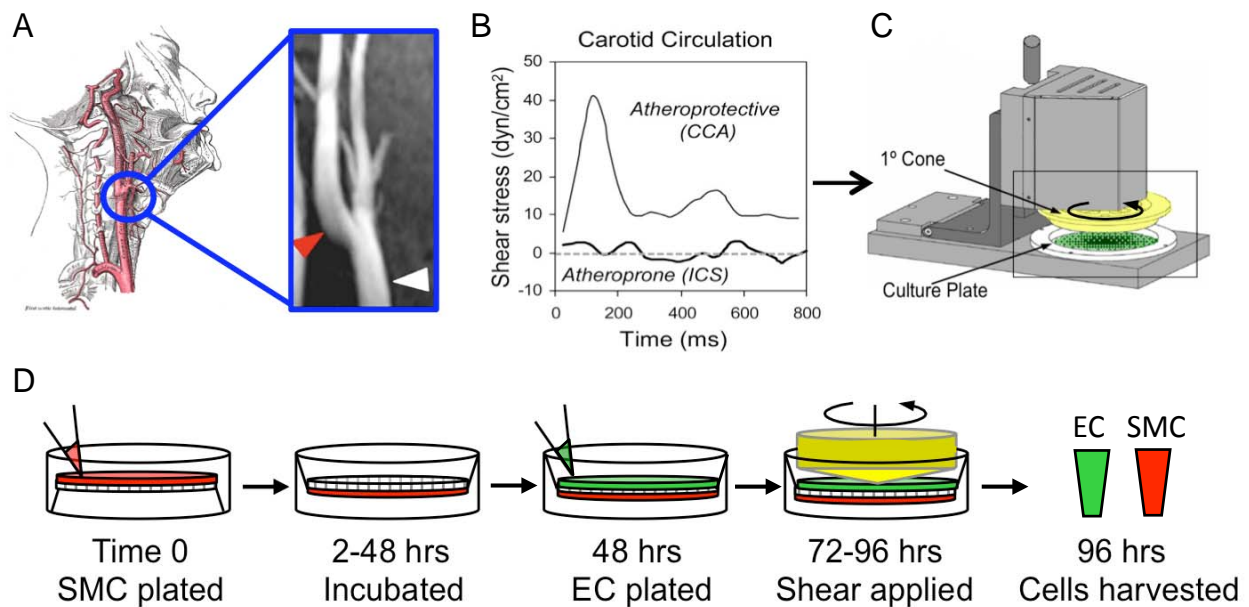 A
B
C
Carotid Circulation
Shear stress (dyn/cm²)
50
40
30
20
10
0
-10
Atheroprotective
(CCA)
Atheroprone (ICS)
0
200
400
600
800
Time (ms)
1º Cone
Culture Plate
D
EC
SMC
Time 0
SMC plated
2-48 hrs
Incubated
48 hrs
EC plated
72-96 hrs
Shear applied
96 hrs
Cells harvested